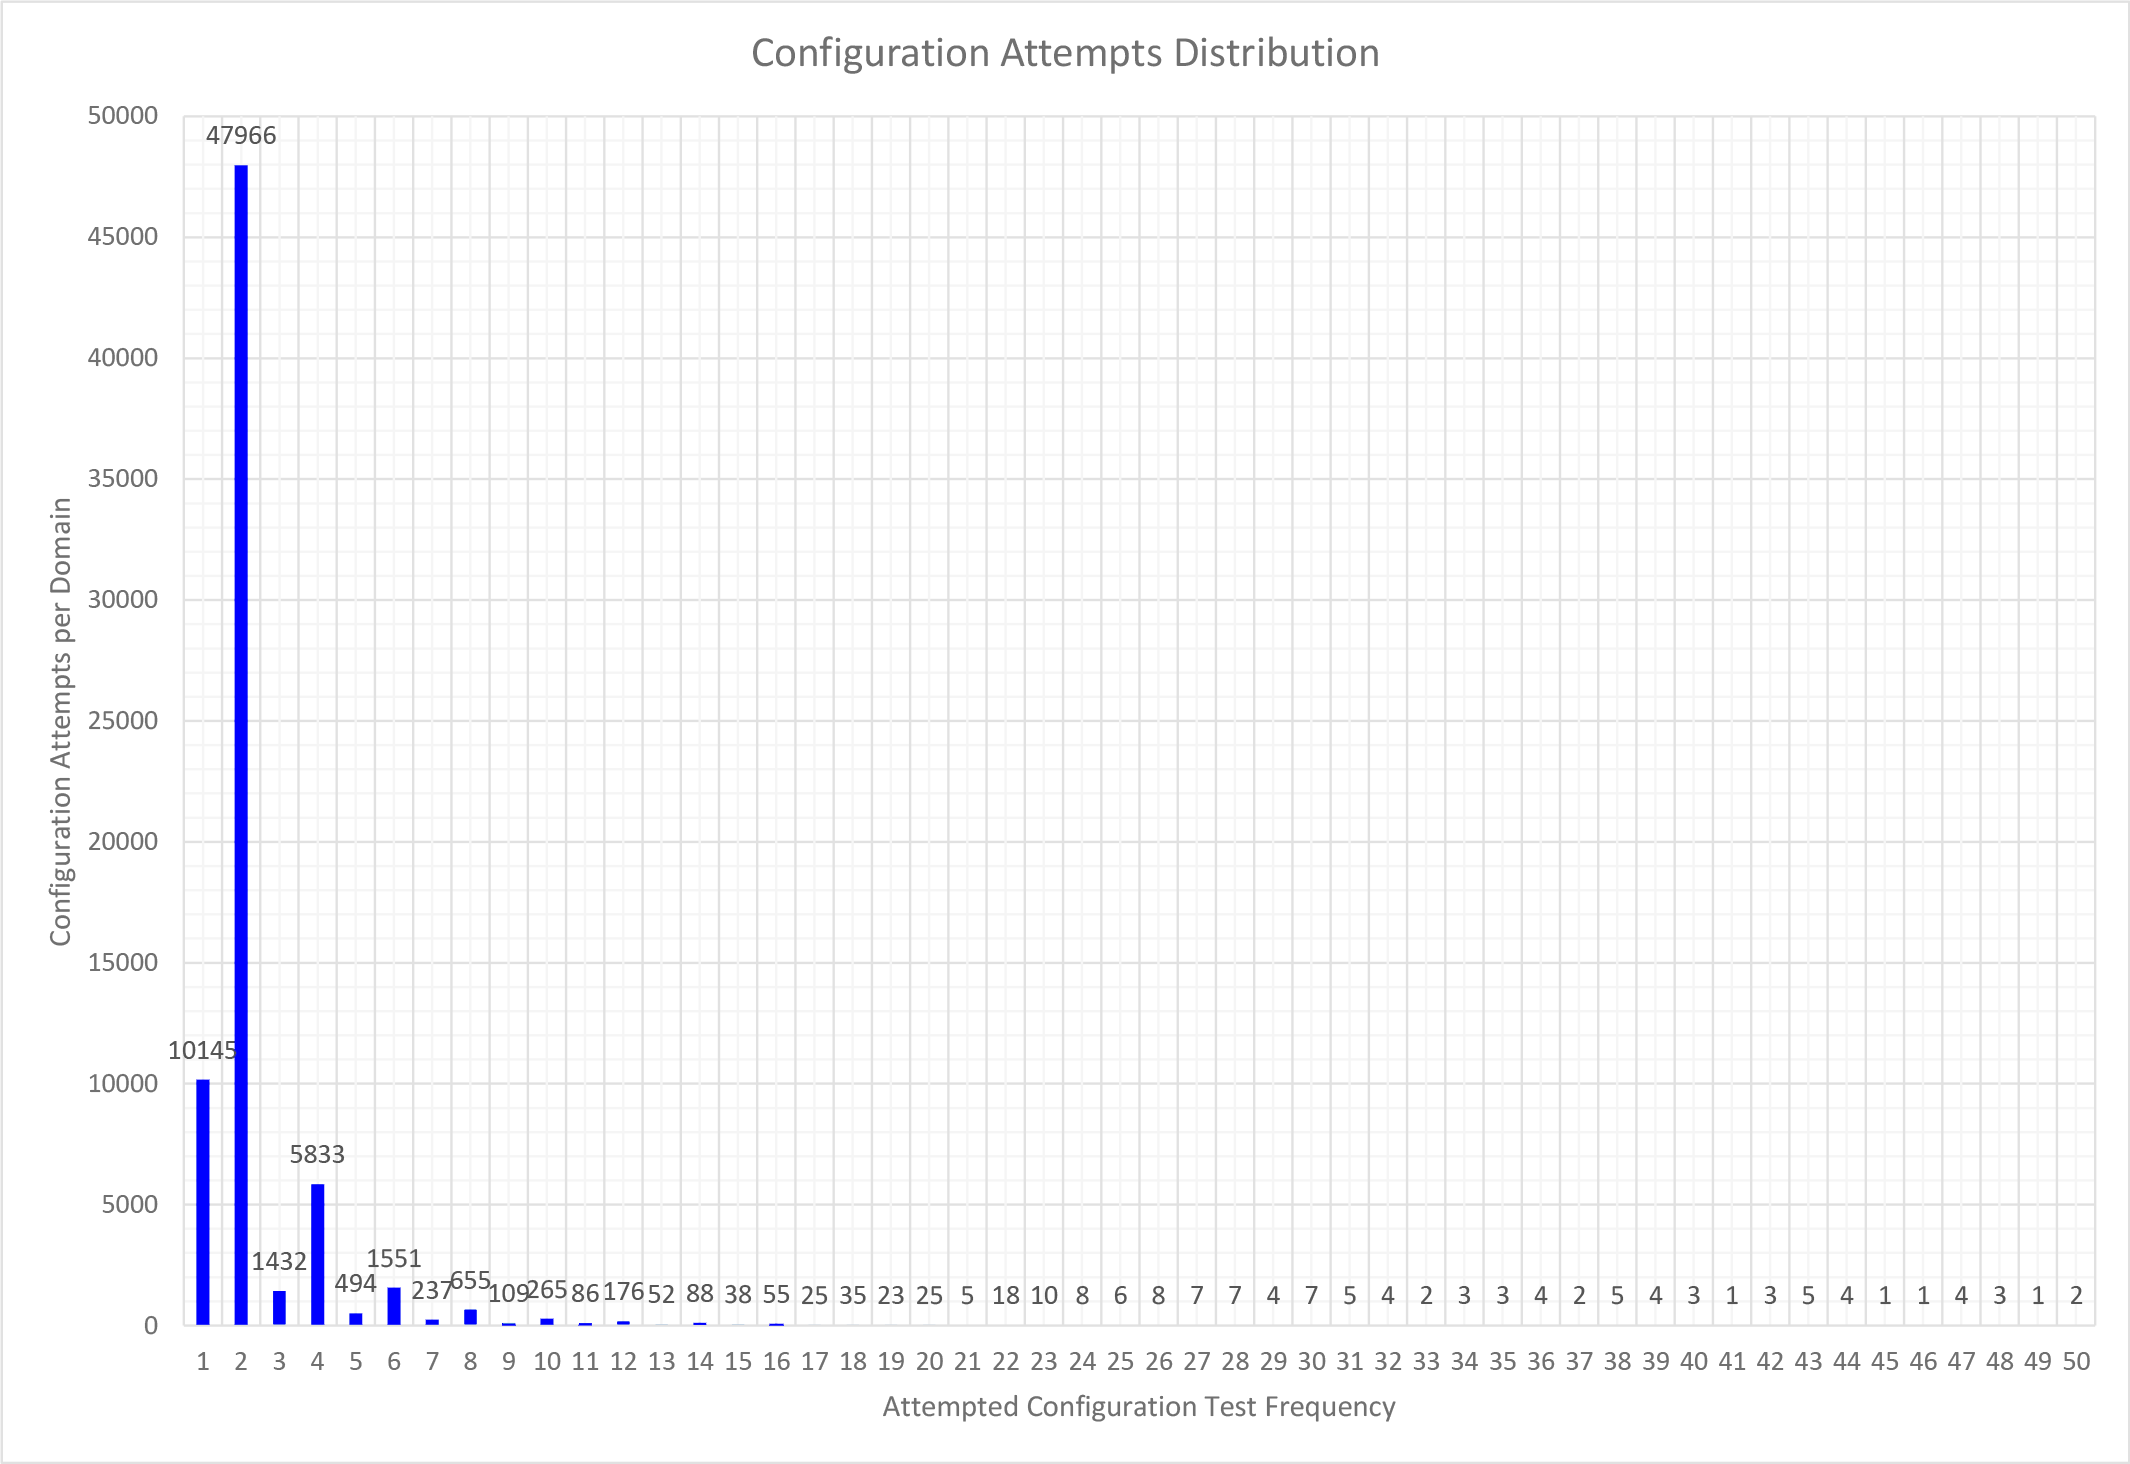 Configuration Attempts Distribution
50000
45000
40000
35000
30000
25000
20000
15000
10000
5000
0
Configuration Attempts per Domain
10145 47966 1432 5833 494 1551 237 655 109 265 86 176 52 88 38 55 25 35 23 25 5 18 10 8 6 8 7 7 4 7 5 4 2 3 3 4 2 5 4 3 1 3 5 4 1 1 4 3 1 2
1 2 3 4 5 6 7 8 9 10 11 12 13 14 15 16 17 18 19 20 21 22 23 24 25 26 27 28 29 30 31 32 33 34 35 36 37 38 39 40 41 42 43 44 45 46 47 48 49 50
Attempted Configuration Test Frequency